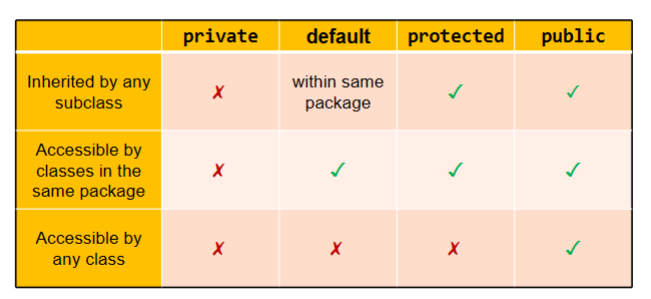 private default protected public
Inherited by any
subclass
✗ within same
package
✓ ✓
Accessible by
classes in the
same package
✗ ✓ ✓ ✓
Accessible by
any class
✗ ✗ ✗ ✓